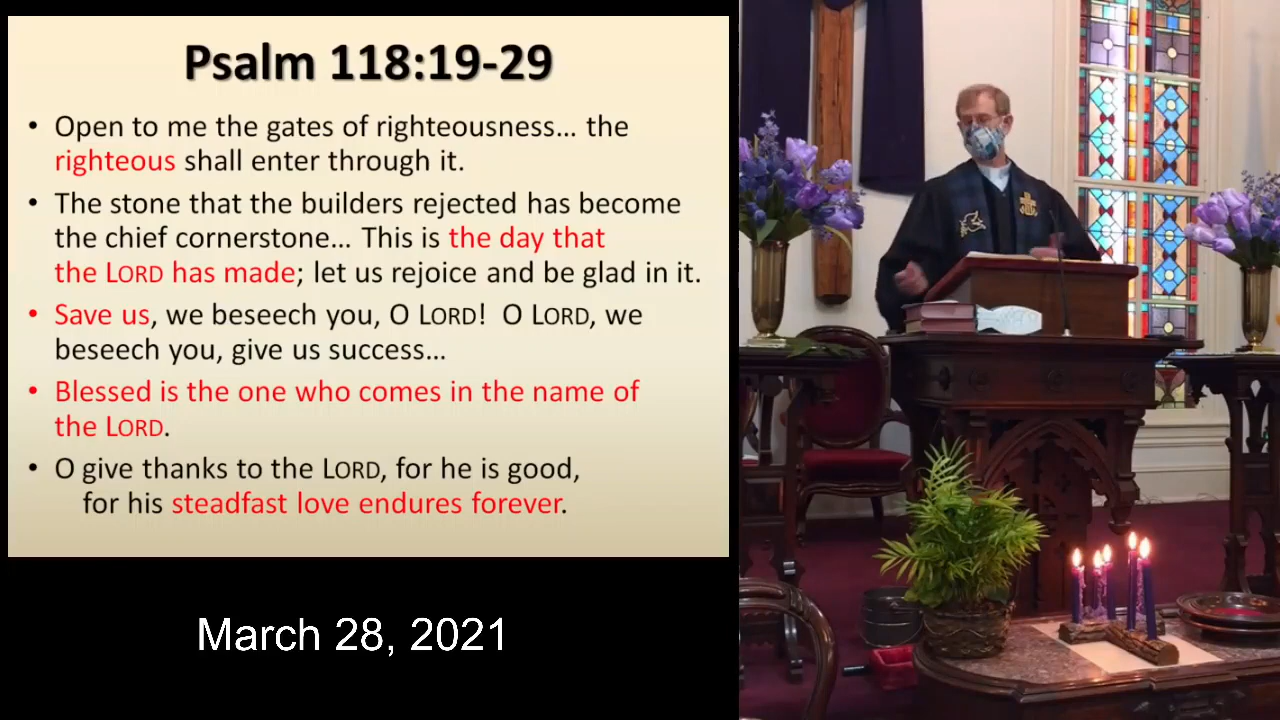 Psalm 118:19-29
• Open to me the gates of righteousness... the
righteous shall enter through it.
• The stone that the builders rejected has become
the chief cornerstone... This is the day that
the LORD has made; let us rejoice and be glad in it.
• Save us, we beseech you, O LORD! O LORD, we
beseech you, give us success...
• Blessed is the one who comes in the name of
the LORD.
• O give thanks to the LORD, for he is good,
for his steadfast love endures forever.
March 28, 2021